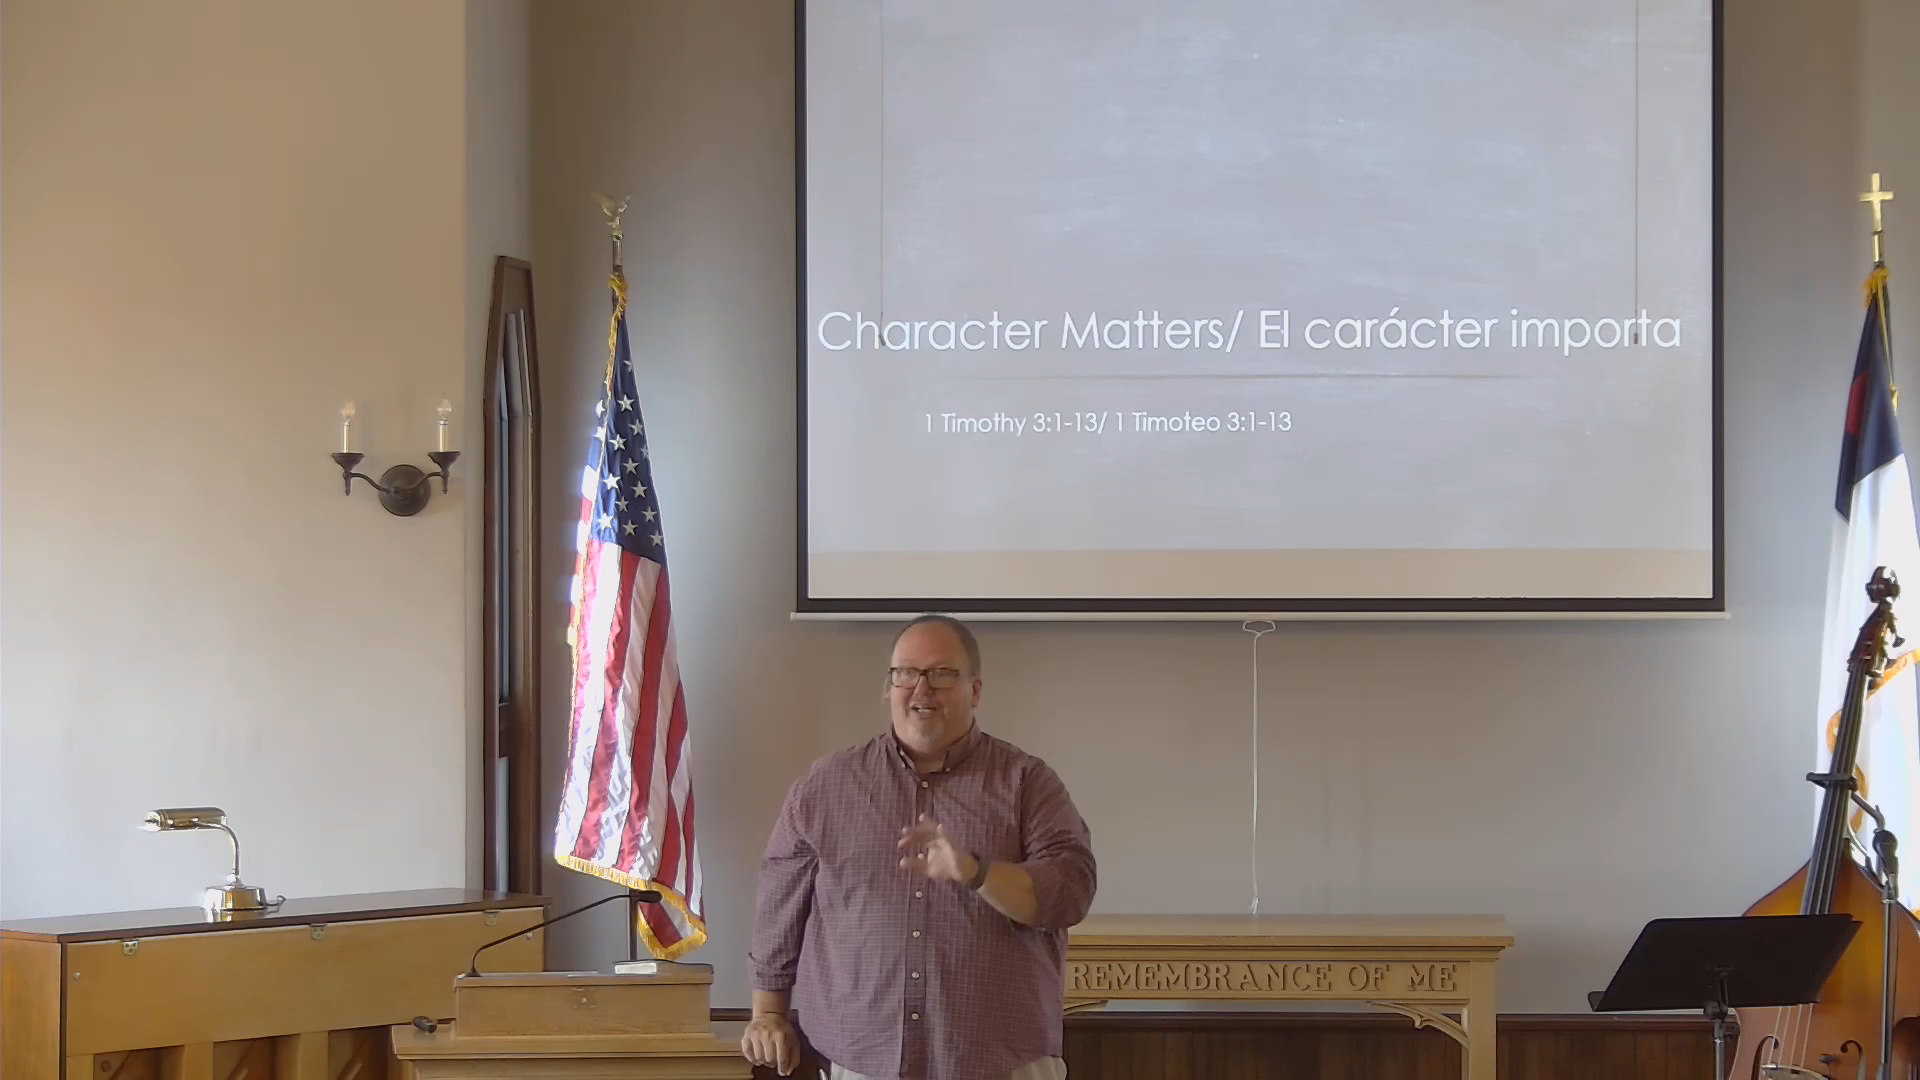 Character Matters/ El carácter importa
1 Timothy 3:1-13/ 1 Timoteo 3:1-13
REMEMBRANCE OF ME